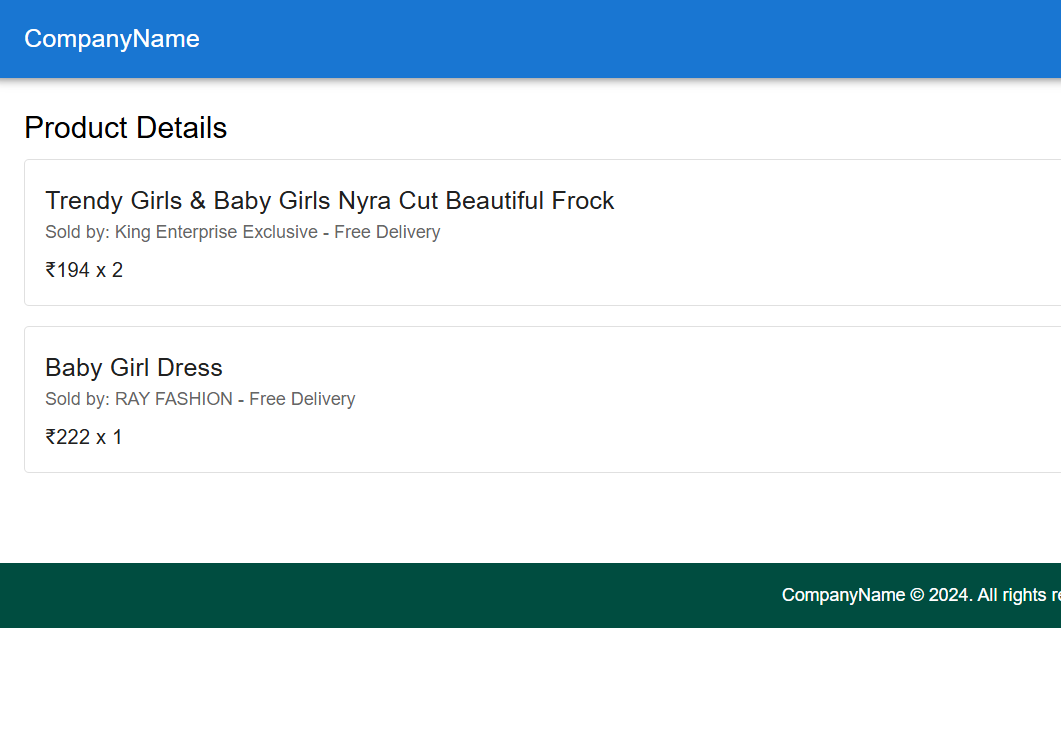 CompanyName
Product Details
Trendy Girls & Baby Girls Nyra Cut Beautiful Frock
Sold by: King Enterprise Exclusive - Free Delivery
₹194 x 2
Baby Girl Dress
Sold by: RAY FASHION - Free Delivery
₹222 x 1
CompanyName © 2024. All rights re